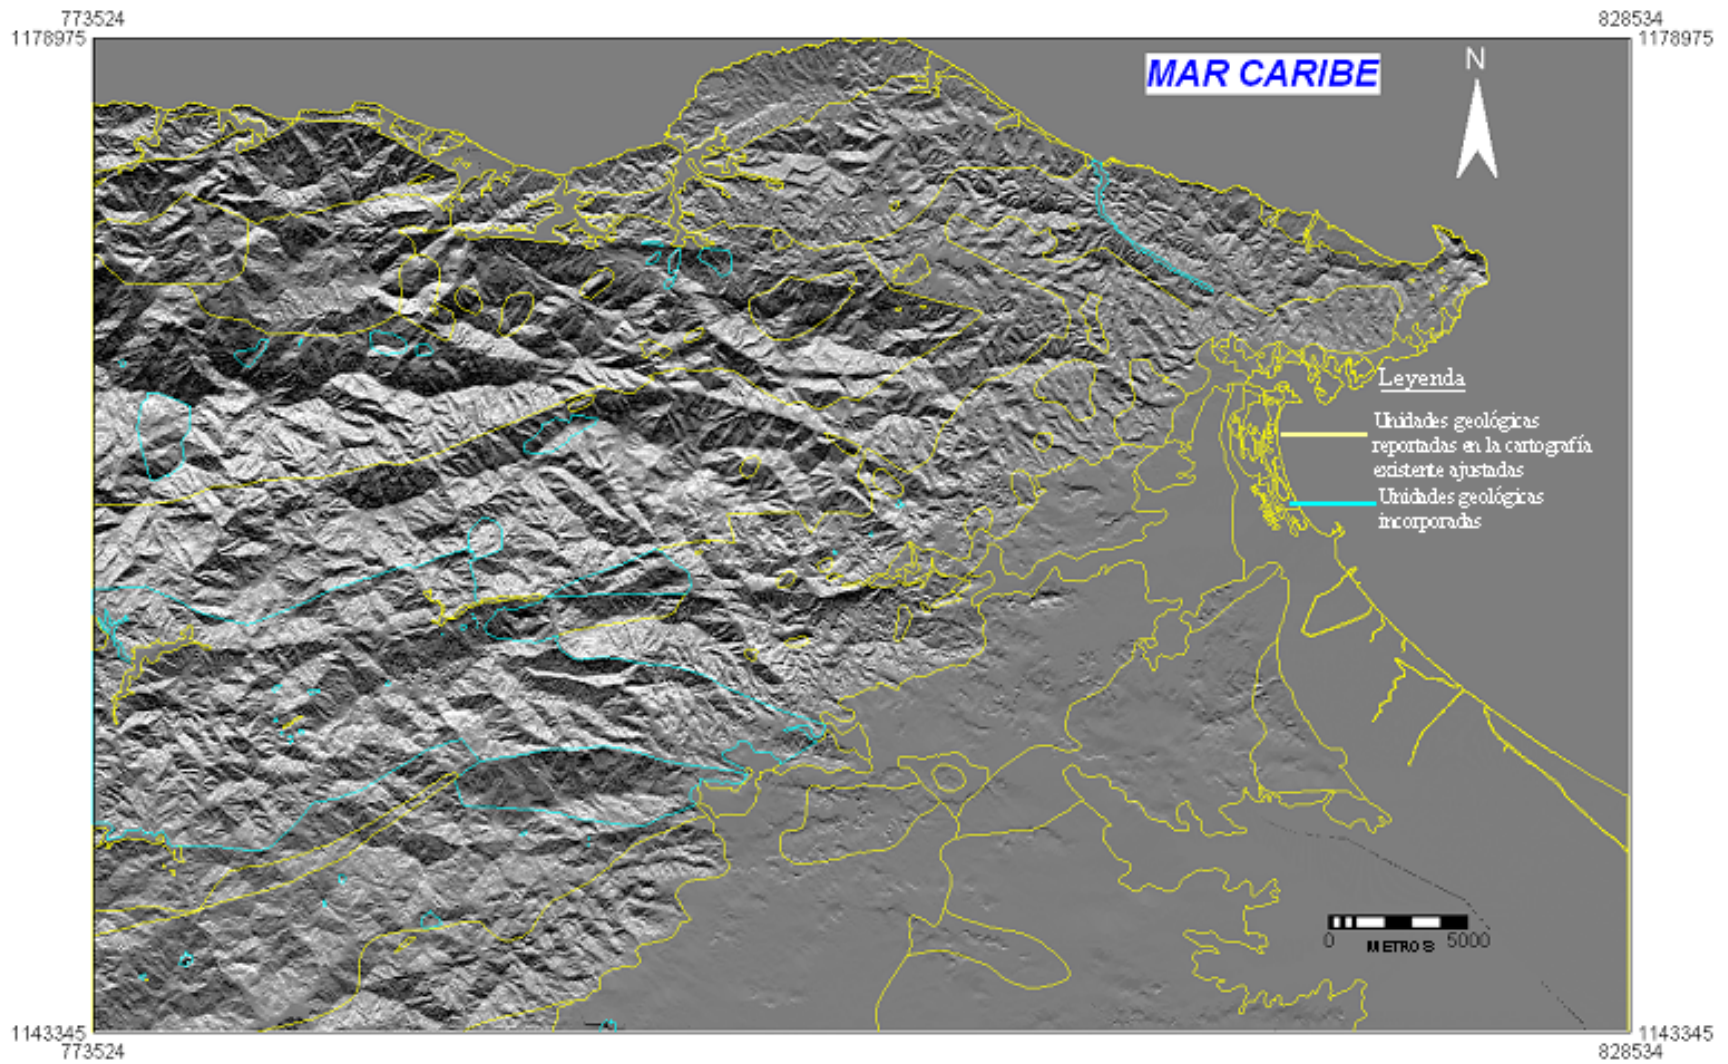 773524
828534
1178975
1178975
MAR CARIBE
N
Leyenda
Unidades geológicas
reportadas en la cartografía
existente ajustadas
Unidades geológicas
incorporadas
0
METROS
5000
1143345
1143345
773524
828534